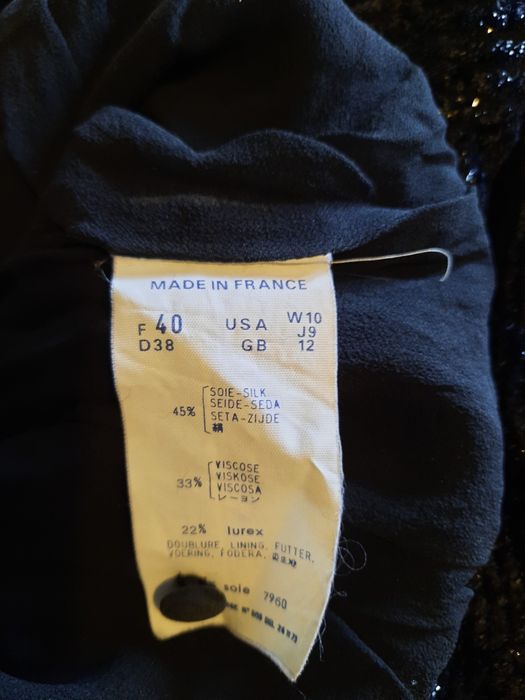 MADE IN FRANCE
F 40 USA W10 J9
D38 GB 12
45% SOIE-SILK
SEIDE-SEDA
SETA-ZIJDE
絹
33% VISCOSE
VISKOSE
VISCOSA
レーヨン
22% lurex
DOUBLURE, LINING, FUTTER,
VOERING, FODERA,
soie 7960